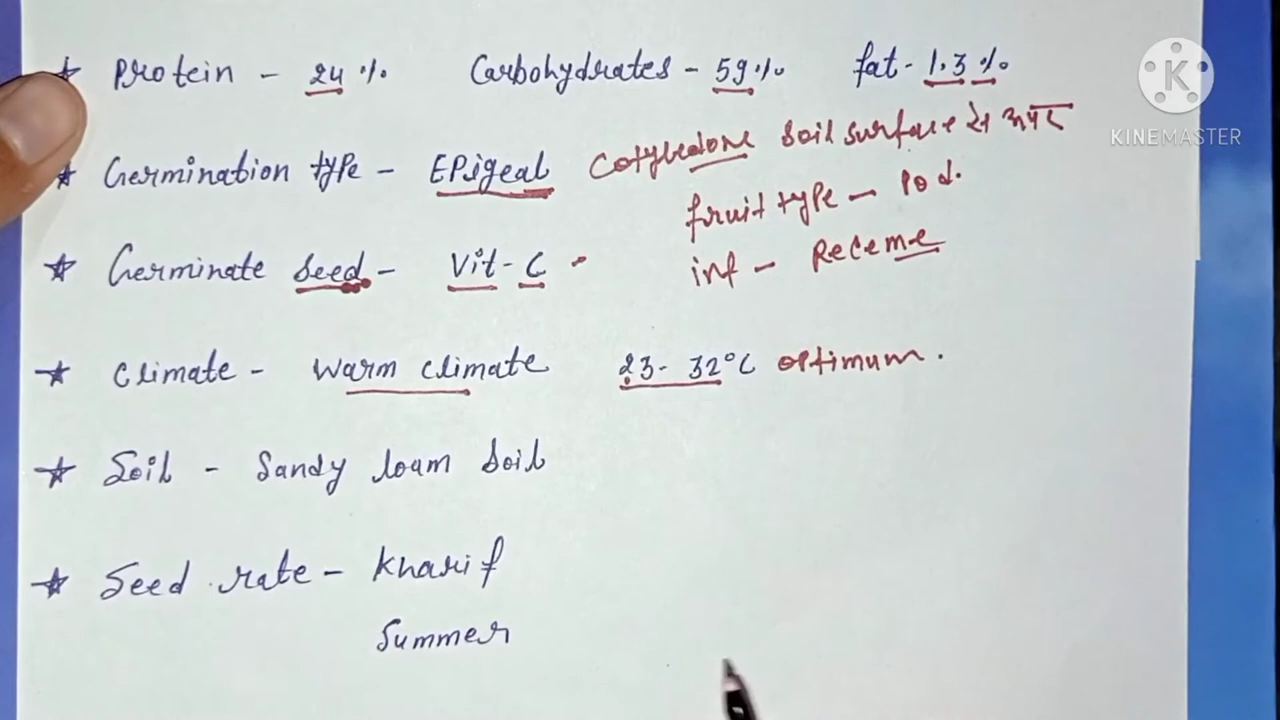 ★ Protein - 24 % Carbohydrates - 59 % fat - 1.3 %
★ Germination type - EPigeal Cotyledone Soil surface से ऊपर
fruit type - Pod.
★ Germinate Seed - Vit - C
inf - Receme
★ Climate - Warm climate 23 - 32°C optimum.
★ Soil - Sandy loam Soil
★ Seed rate - Kharif
Summer
K
KINEMASTER